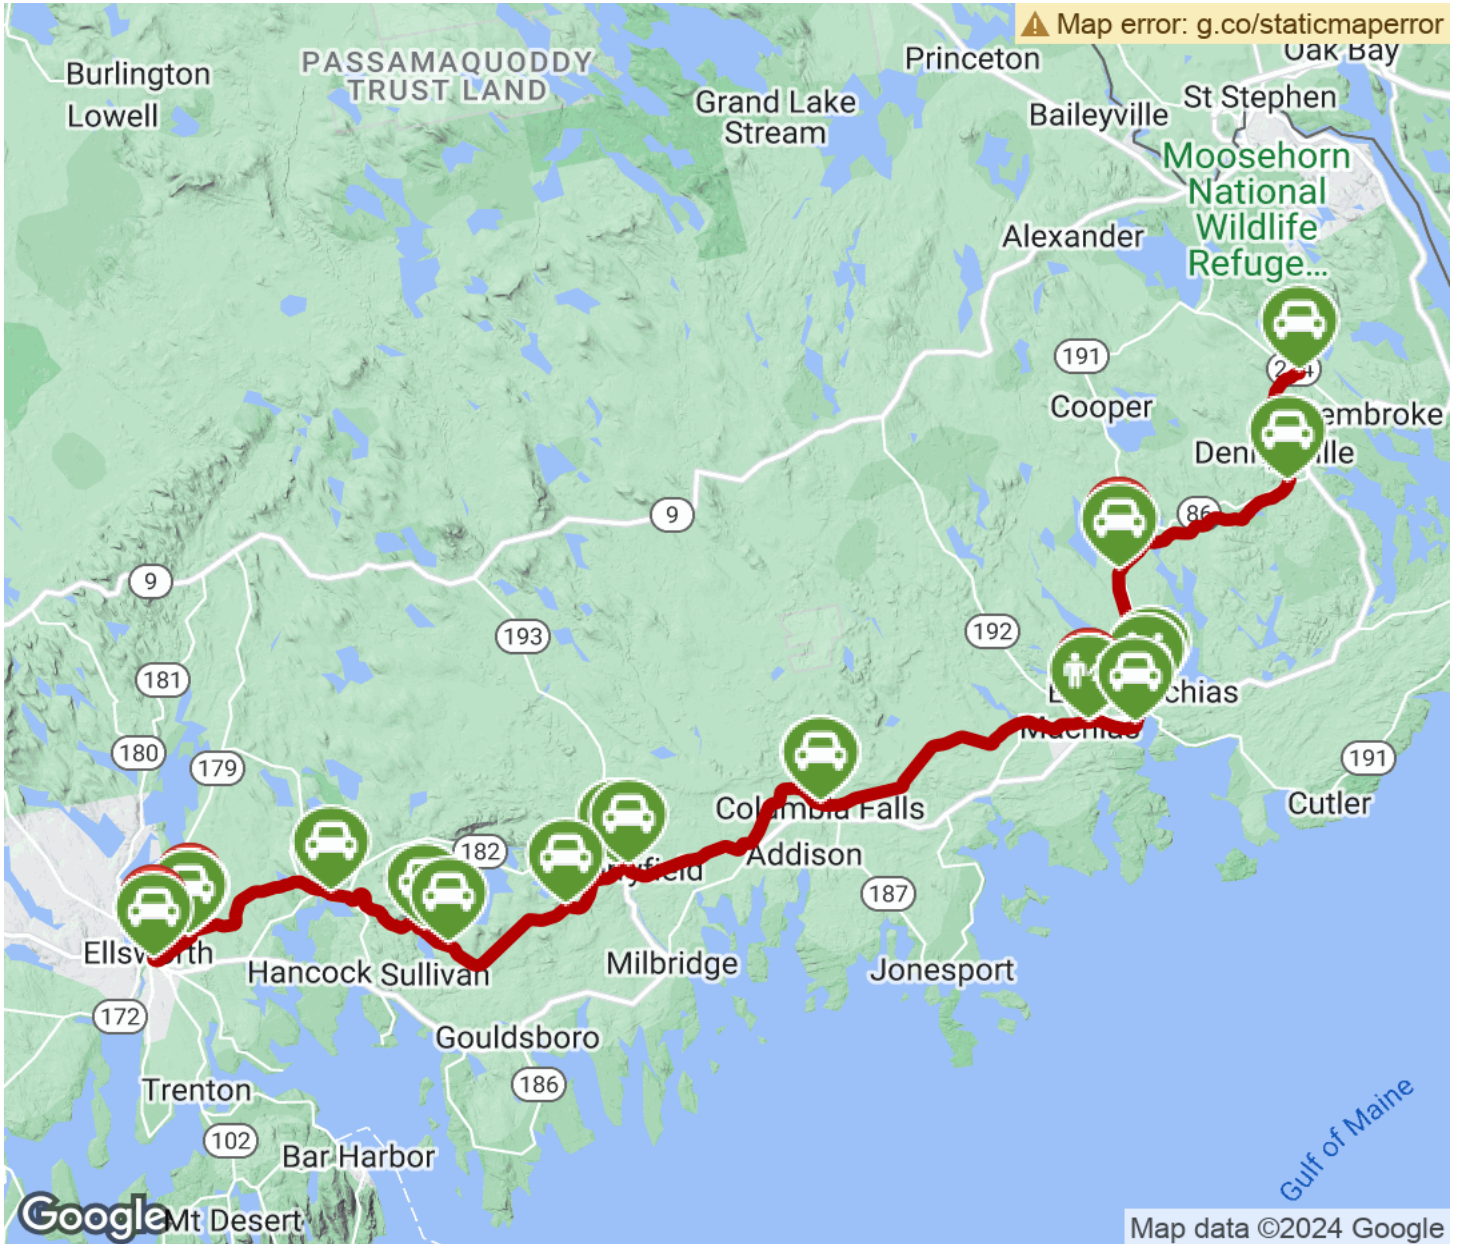 Map error: g.co/staticmaperror
Oak Bay
Princeton
PASSAMAQUODDY
TRUST LAND
Burlington
Lowell
Grand Lake
Stream
St Stephen
Baileyville
Moosehorn
National
Wildlife
Refuge...
Alexander
191
Cooper
embroke
86
9
9
193
192
181
180
179
191
Machias
Cutler
Columbia Falls
Addison
182
187
Ellsworth
Hancock
Sullivan
Milbridge
Jonesport
172
Gouldsboro
186
Trenton
102
Bar Harbor
Gulf of Maine
Google
Mt Desert
Map data ©2024 Google